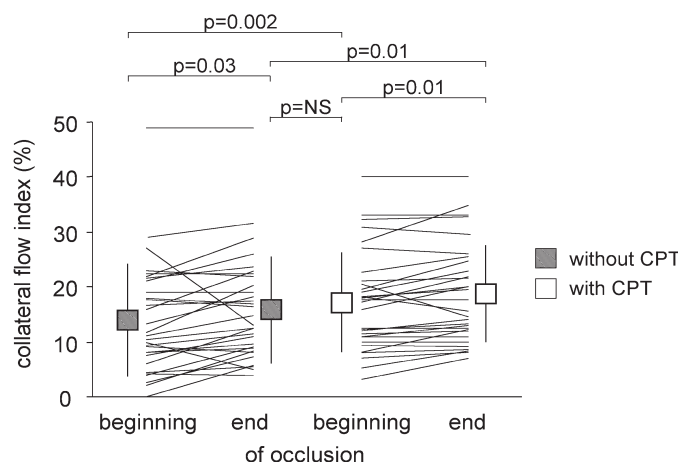 p=0.002
p=0.01
p=0.03
p=0.01
p=NS
collateral flow index (%)
50
40
30
20
10
0
without CPT
with CPT
beginning end beginning end
of occlusion